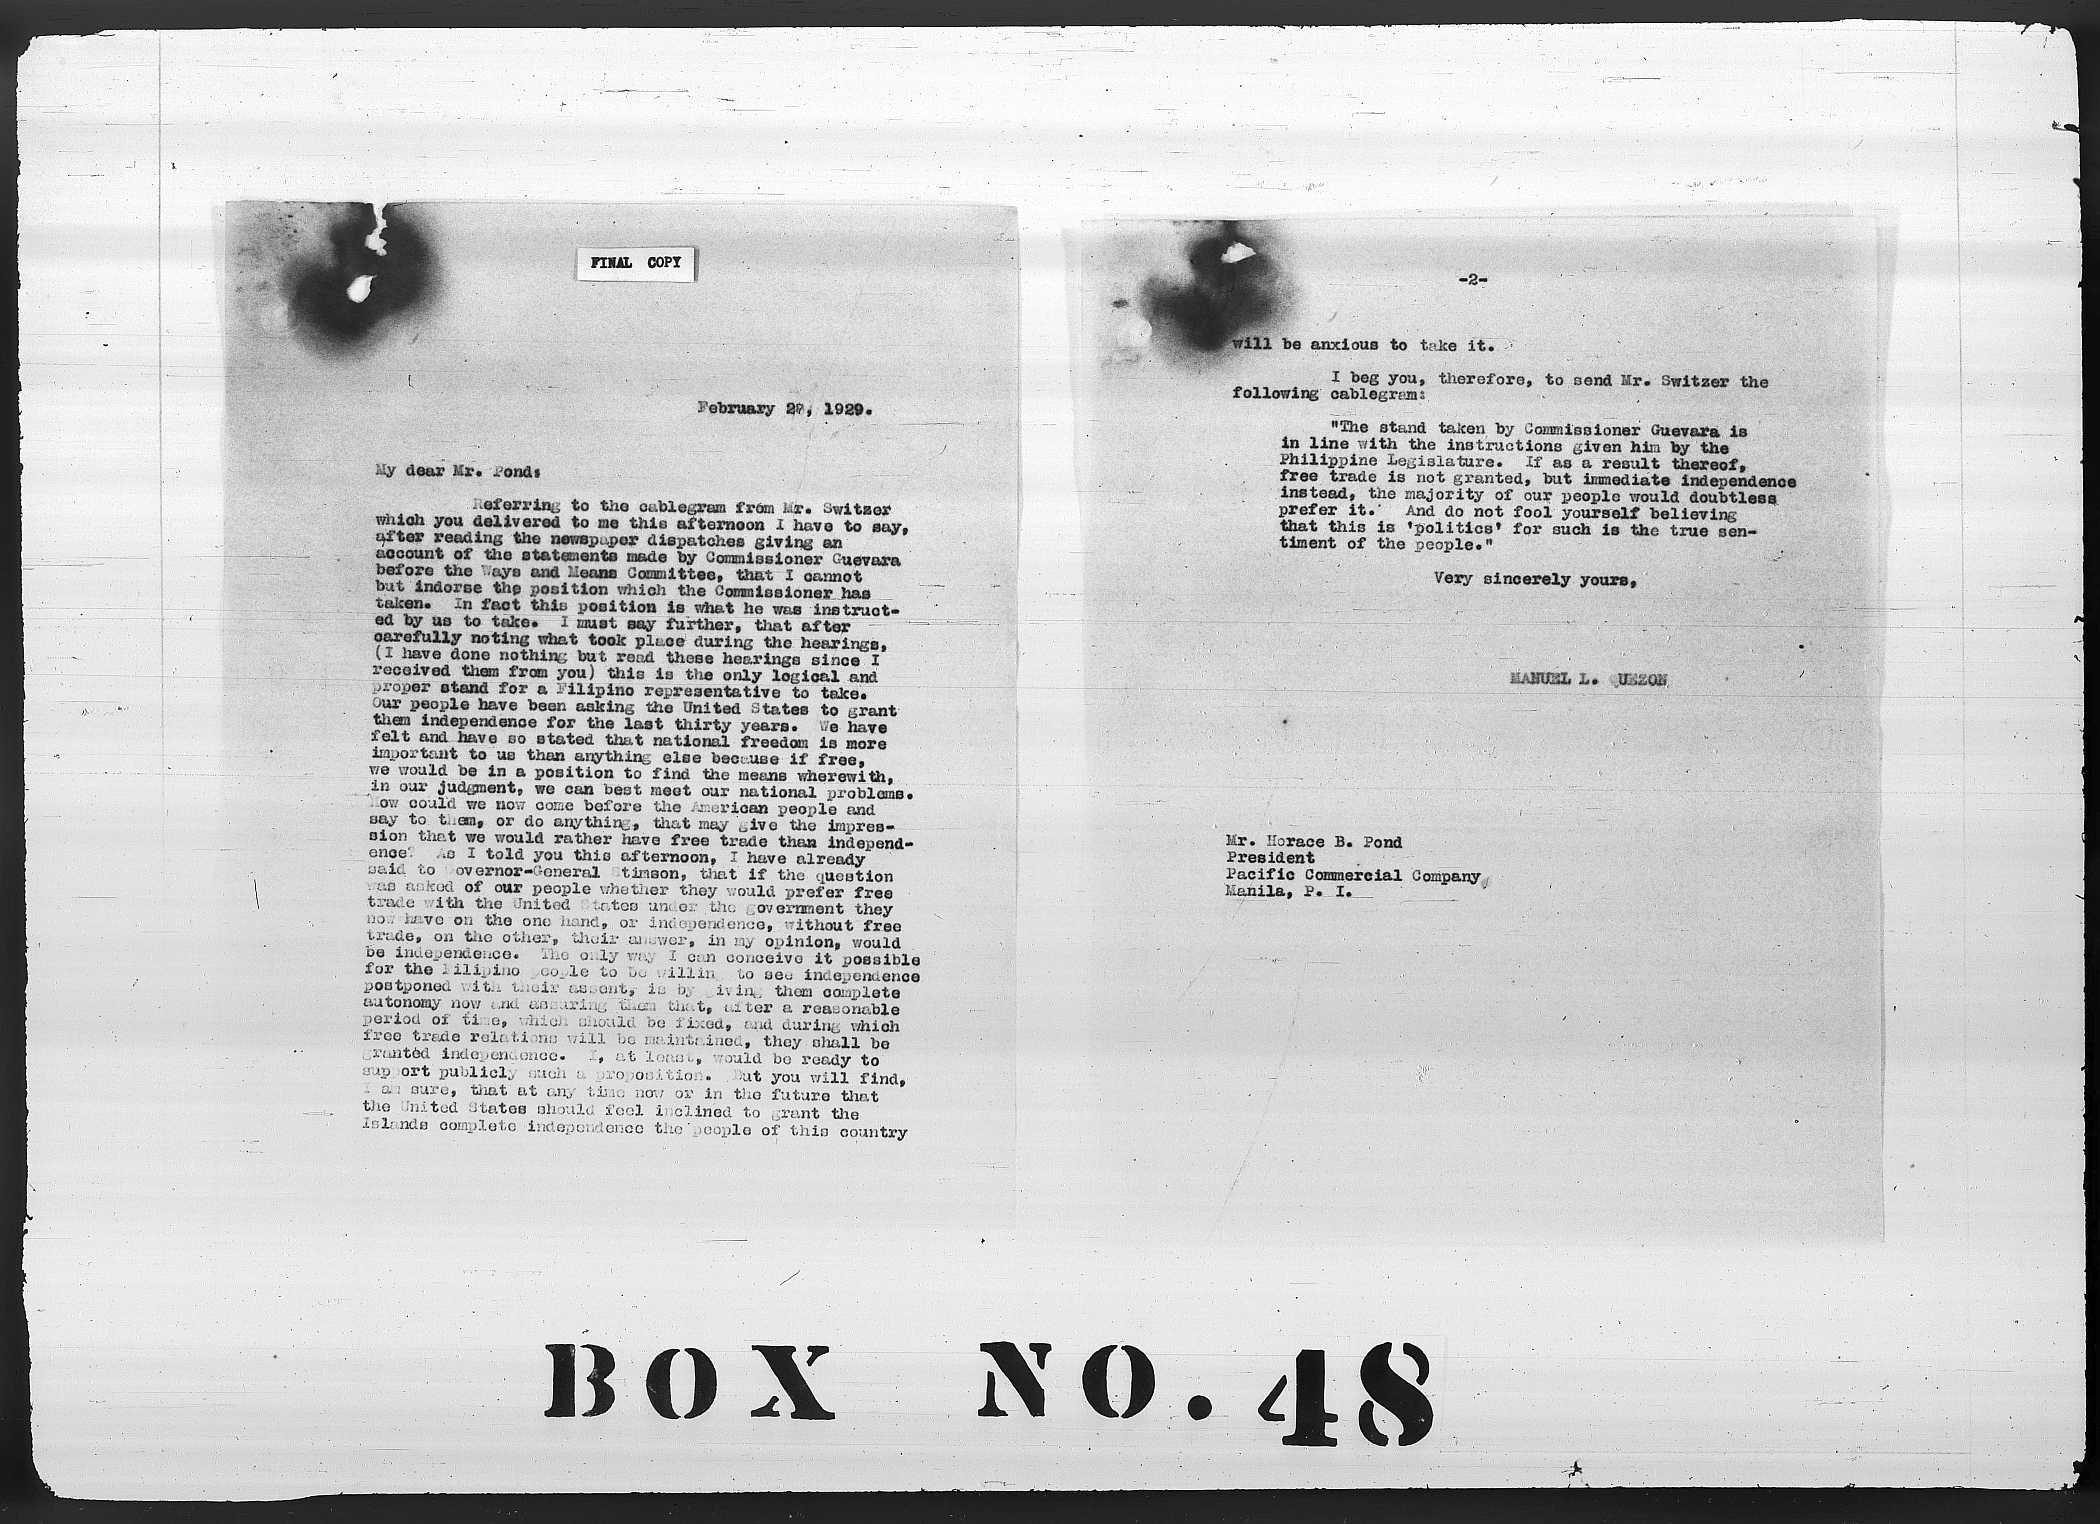 FINAL COPY
February 2, 1929.
My dear Mr. Pond:
Referring to the cablegram from Mr. Switzer
which you delivered to me this afternoon I have to say,
after reading the newspaper dispatches giving an
account of the statements made by Commissioner Guevara
before the Ways and Means Committee, that I cannot
but indorse the position which the Commissioner has
taken. In fact this position is what he was instruct-
ed by us to take. I must say further, that after
carefully noting what took place during the hearings,
(I have done nothing but read these hearings since I
received them from you) this is the only logical and
proper stand for a Filipino representative to take.
Our people have been asking the United States to grant
them independence for the last thirty years. We have
felt and have so stated that national freedom is more
important to us than anything else because if free,
we would be in a position to find the means wherewith,
in our judgment, we can best meet our national problems.
How could we now come before the American people and
say to them, or do anything, that may give the impres-
sion that we would rather have free trade than independ-
ence? As I told you this afternoon, I have already
said to Governor-General Stimson, that if the question
was asked of our people whether they would prefer free
trade with the United States under the government they
now have on the one hand, or independence, without free
trade, on the other, their answer, in my opinion, would
be independence. The only way I can conceive it possible
for the Filipino people to be willing to see independence
postponed with their assent, is by giving them complete
autonomy now and assuring them that, after a reasonable
period of time, which should be fixed, and during which
free trade relations will be maintained, they shall be
granted independence. I, at least, would be ready to
support publicly such a proposition. But you will find,
I am sure, that at any time now or in the future that
the United States should feel inclined to grant the
Islands complete independence the people of this country
-2-
will be anxious to take it.
I beg you, therefore, to send Mr. Switzer the
following cablegram:
"The stand taken by Commissioner Guevara is
in line with the instructions given him by the
Philippine Legislature. If as a result thereof,
free trade is not granted, but immediate independence
instead, the majority of our people would doubtless
prefer it. And do not fool yourself believing
that this is 'politics' for such is the true sen-
timent of the people."
Very sincerely yours,
MANUEL L. QUEZON
Mr. Horace B. Pond
President
Pacific Commercial Company
Manila, P. I.
BOX NO. 48